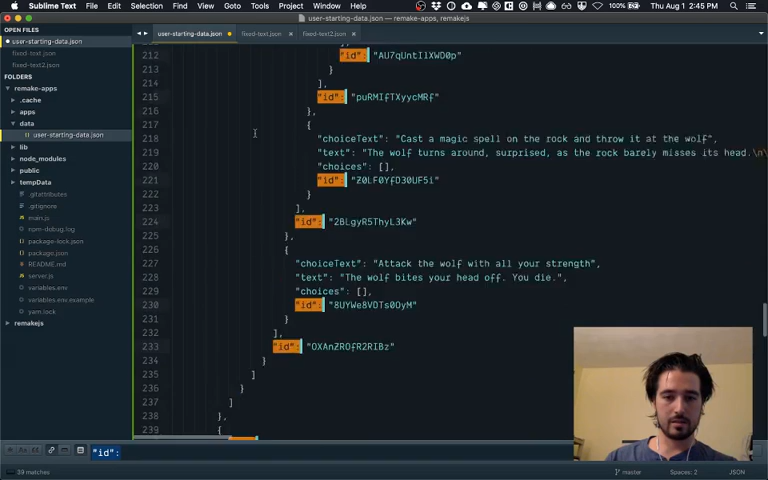 Sublime Text File Edit Selection Find View Goto Tools Project Window Help 100% Thu Aug 1 2:45 PM
user-starting-data.json — remake-apps, remakejs
OPEN FILES
user-starting-data.json
fixed-text.json
fixed-text2.json
FOLDERS
remake-apps
.cache
apps
data
user-starting-data.json
lib
node_modules
public
tempData
.gitattributes
.gitignore
main.js
npm-debug.log
package-lock.json
package.json
README.md
server.js
variables.env
variables.env.example
yarn.lock
remakejs
user-starting-data.json fixed-text.json fixed-text2.json
212 "id": "AU7qUntIlXWD0p"
213 }
214 ],
215 "id": "puRMIfTXyycMRf"
216 },
217 {
218 "choiceText": "Cast a magic spell on the rock and throw it at the wolf",
219 "text": "The wolf turns around, surprised, as the rock barely misses its head.\n\n
220 "choices": [],
221 "id": "Z0LF0YfD30UF5i"
222 }
223 ],
224 "id": "2BLgyR5ThyL3Kw"
225 },
226 {
227 "choiceText": "Attack the wolf with all your strength",
228 "text": "The wolf bites your head off. You die.",
229 "choices": [],
230 "id": "8UYWe8VDTs0OyM"
231 }
232 ],
233 "id": "OXAnZROfR2RIBz"
234 }
235 ]
236 }
237 ]
238 },
239 {
"id":
39 matches master Spaces: 2 JSON